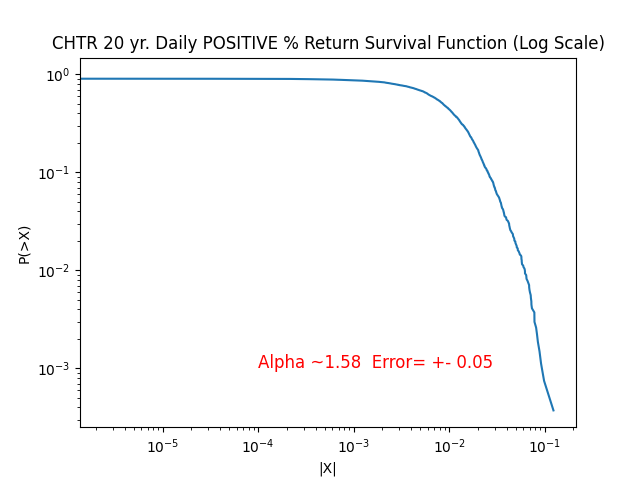 CHTR 20 yr. Daily POSITIVE % Return Survival Function (Log Scale)
10⁰
10⁻¹
10⁻²
10⁻³
P(>X)
Alpha ~1.58  Error= +- 0.05
10⁻⁵ 10⁻⁴ 10⁻³ 10⁻² 10⁻¹
|X|